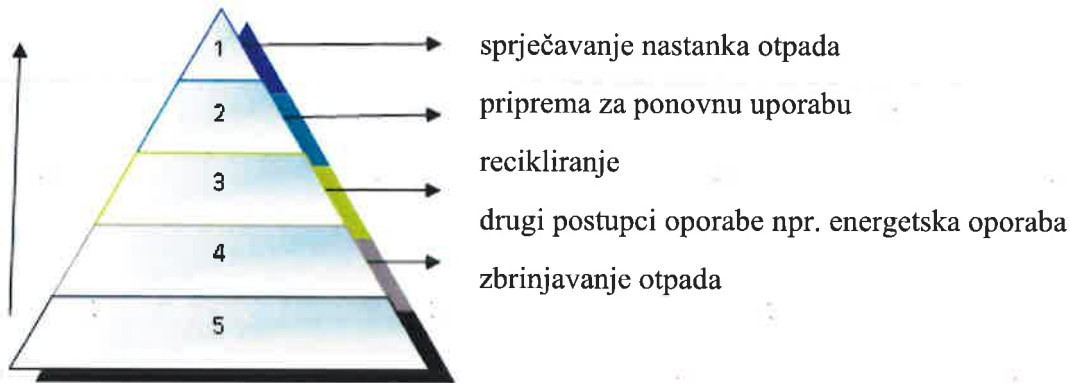 1
sprječavanje nastanka otpada
2
priprema za ponovnu uporabu
3
recikliranje
4
drugi postupci oporabe npr. energetska oporaba
5
zbrinjavanje otpada